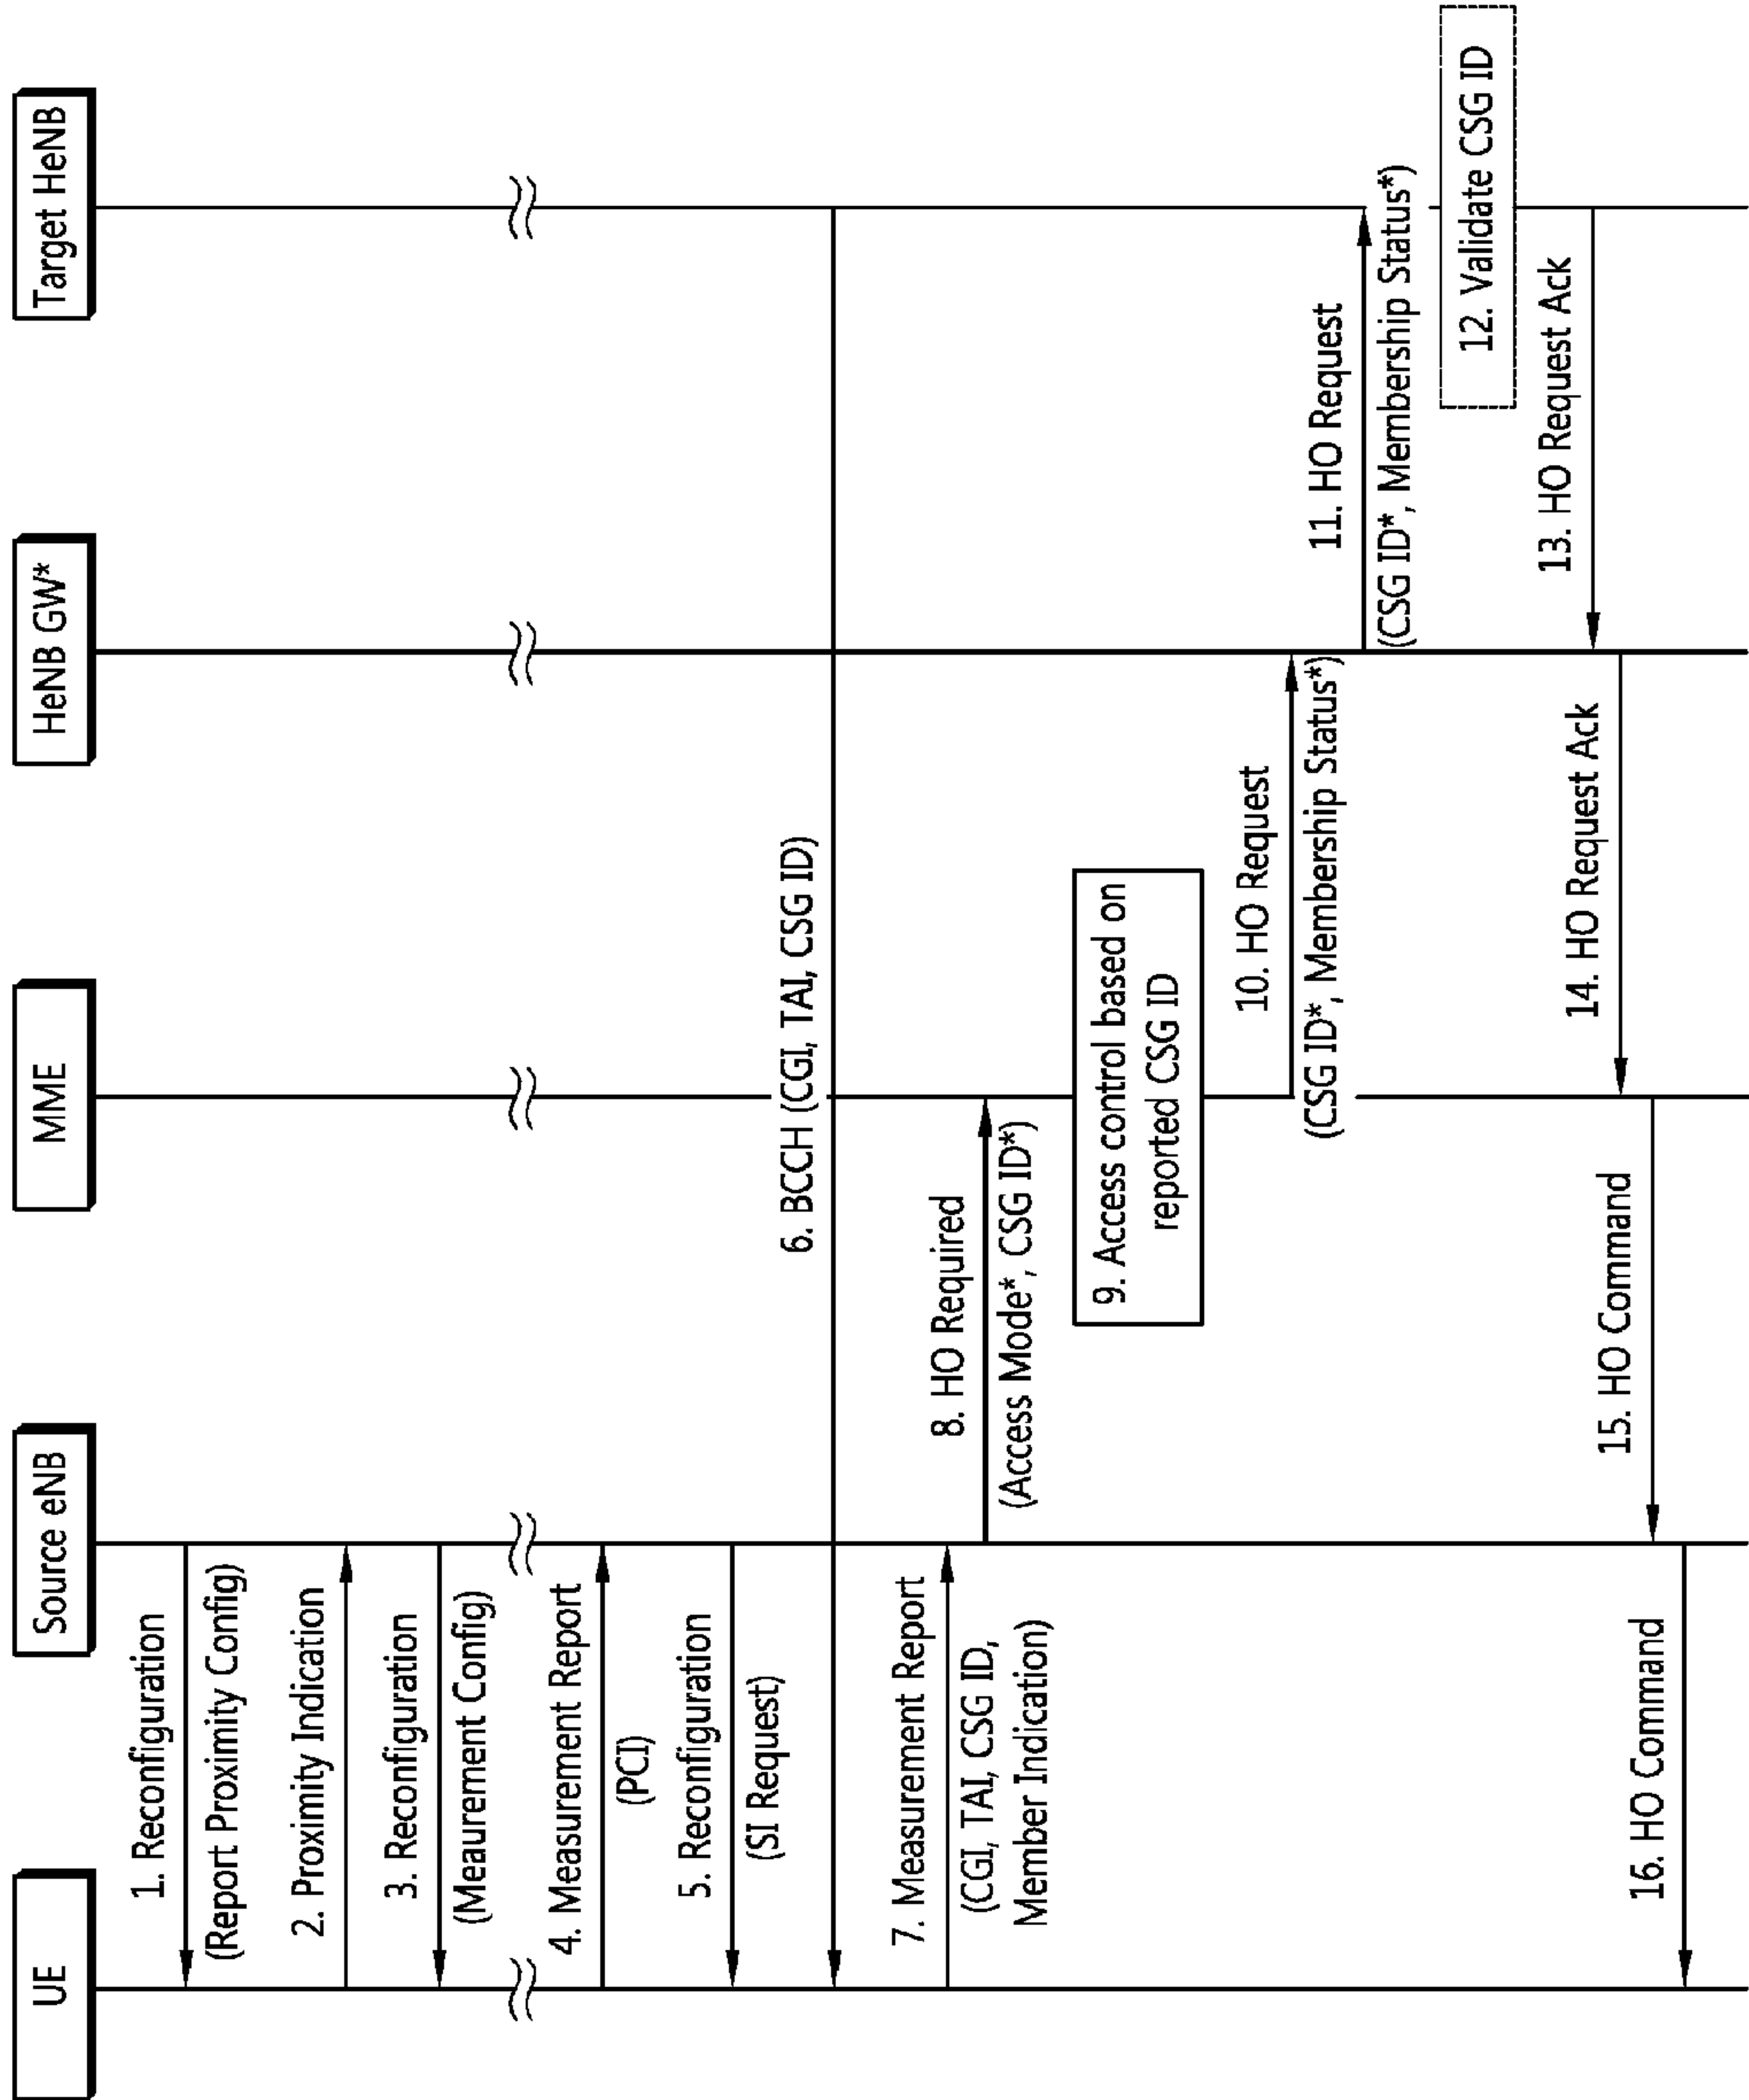 UE
Source eNB
MME
HeNB GW*
Target HeNB
1. Reconfiguration
(Report Proximity Config)
2. Proximity Indication
3. Reconfiguration
(Meaurement Config)
4. Measurement Report
(PCI)
5. Reconfiguration
(SI Request)
6. BCCH (CGI, TAI, CSG ID)
7. Measurement Report
(CGI, TAI, CSG ID,
Member Indication)
8. HO Required
(Access Mode*, CSG ID*)
9. Access control based on
reported CSG ID
10. HO Request
(CSG ID*, Membership Status*)
11. HO Request
(CSG ID*, Membership Status*)
12. Validate CSG ID
13. HO Request Ack
14. HO Request Ack
15. HO Command
16. HO Command